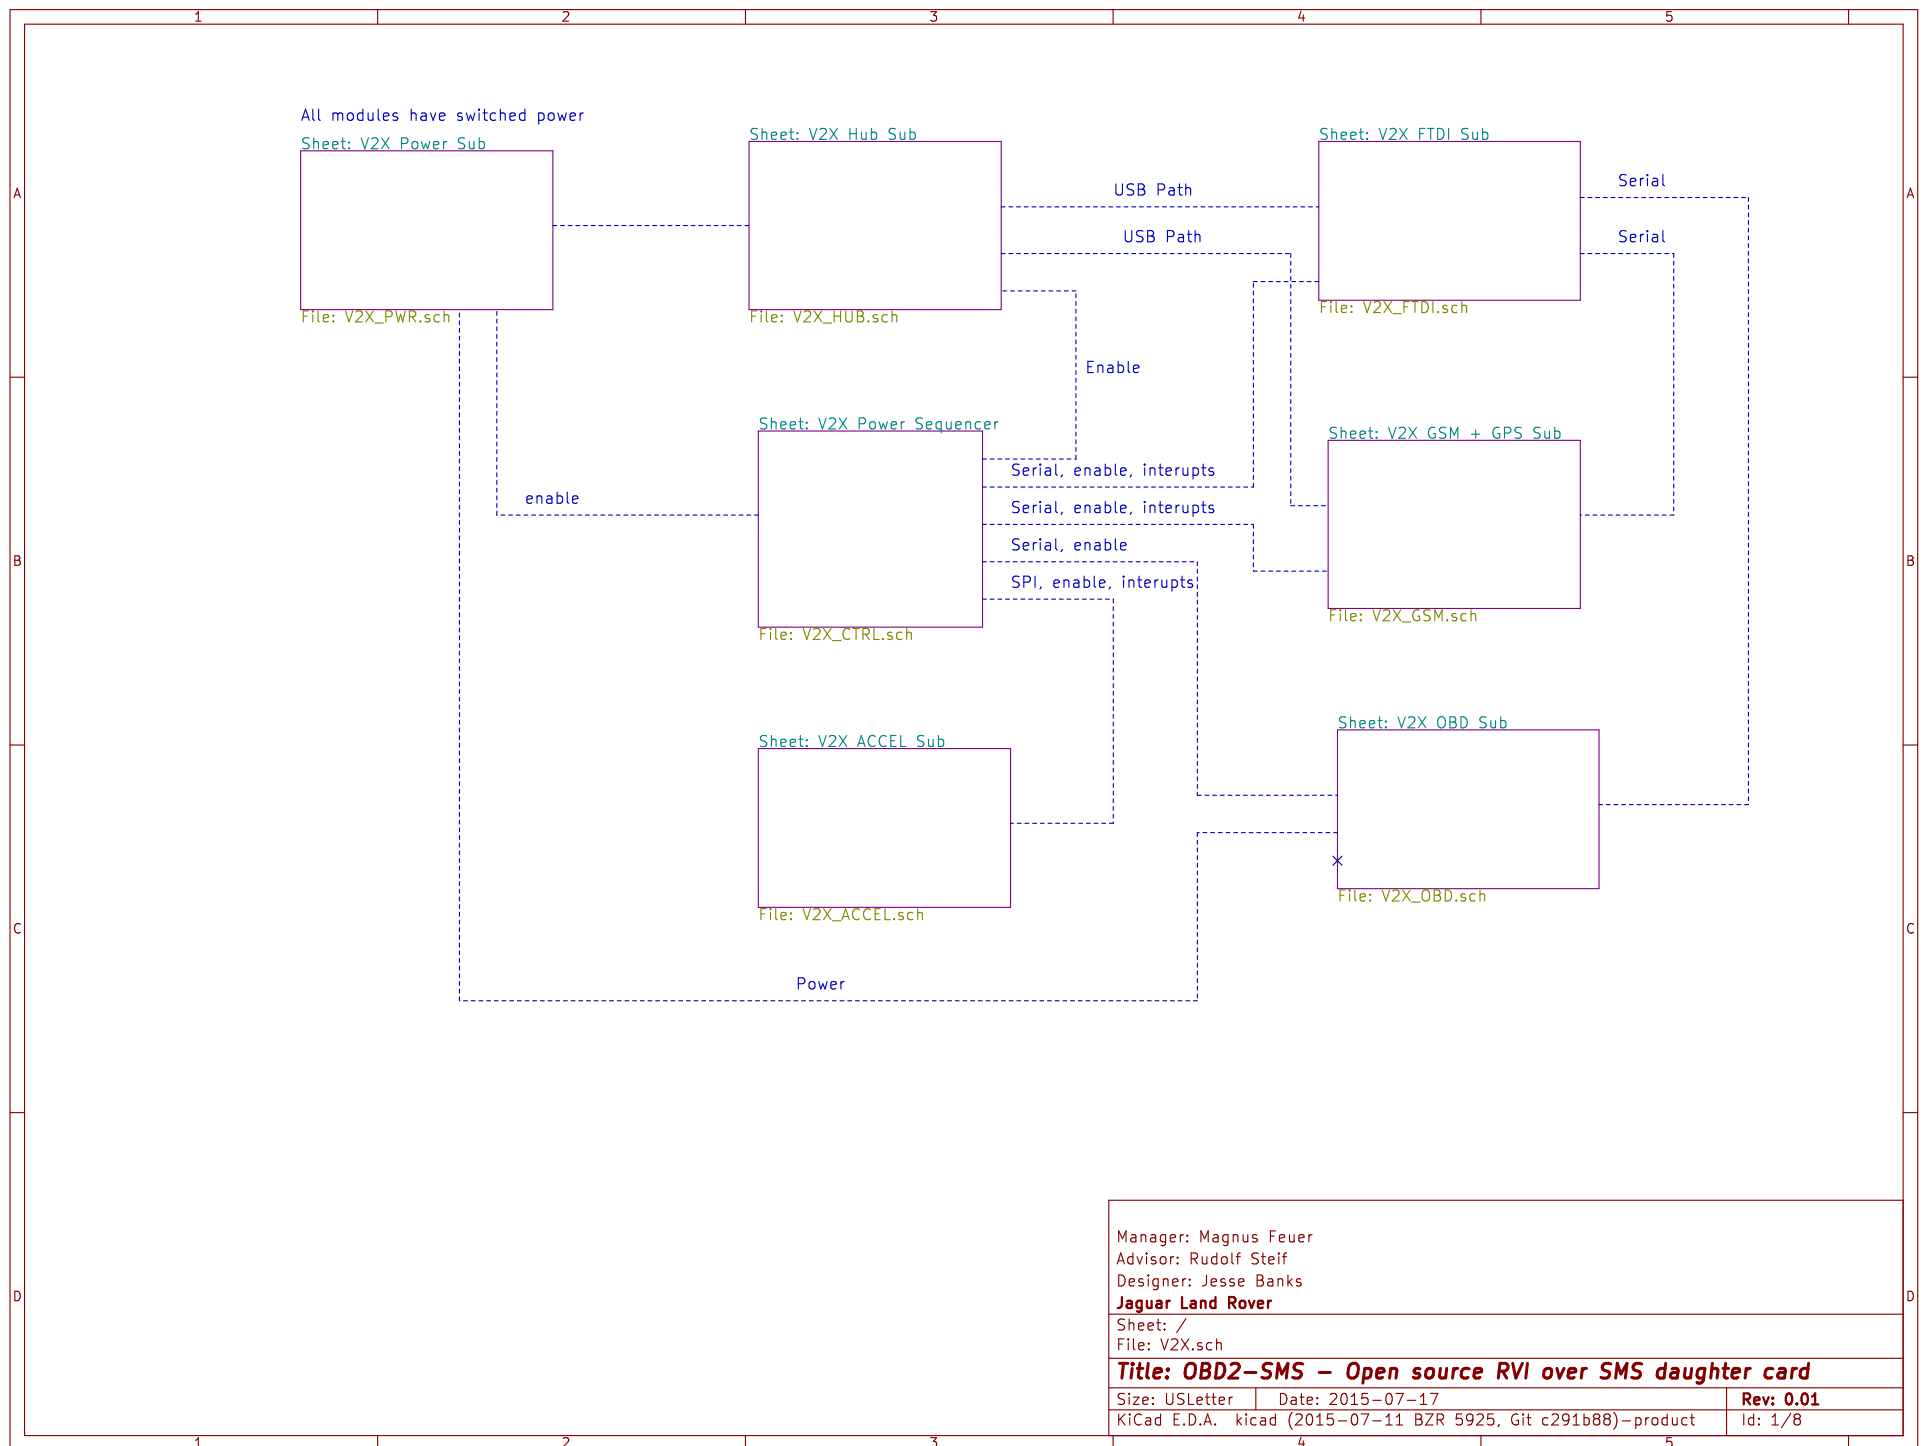 1 2 3 4 5
All modules have switched power
Sheet: V2X Power Sub
File: V2X_PWR.sch
Sheet: V2X Hub Sub
File: V2X_HUB.sch
Sheet: V2X FTDI Sub
File: V2X_FTDI.sch
USB Path
USB Path
Serial
Serial
A A
Enable
Sheet: V2X Power Sequencer
File: V2X_CTRL.sch
Sheet: V2X GSM + GPS Sub
File: V2X_GSM.sch
enable
Serial, enable, interupts
Serial, enable, interupts
Serial, enable
SPI, enable, interupts
B B
Sheet: V2X ACCEL Sub
File: V2X_ACCEL.sch
Sheet: V2X OBD Sub
File: V2X_OBD.sch
C C
Power
D D
Manager: Magnus Feuer
Advisor: Rudolf Steif
Designer: Jesse Banks
Jaguar Land Rover
Sheet: /
File: V2X.sch
Title: OBD2-SMS - Open source RVI over SMS daughter card
Size: USLetter Date: 2015-07-17 Rev: 0.01
KiCad E.D.A. kicad (2015-07-11 BZR 5925, Git c291b88)-product Id: 1/8
1 2 3 4 5